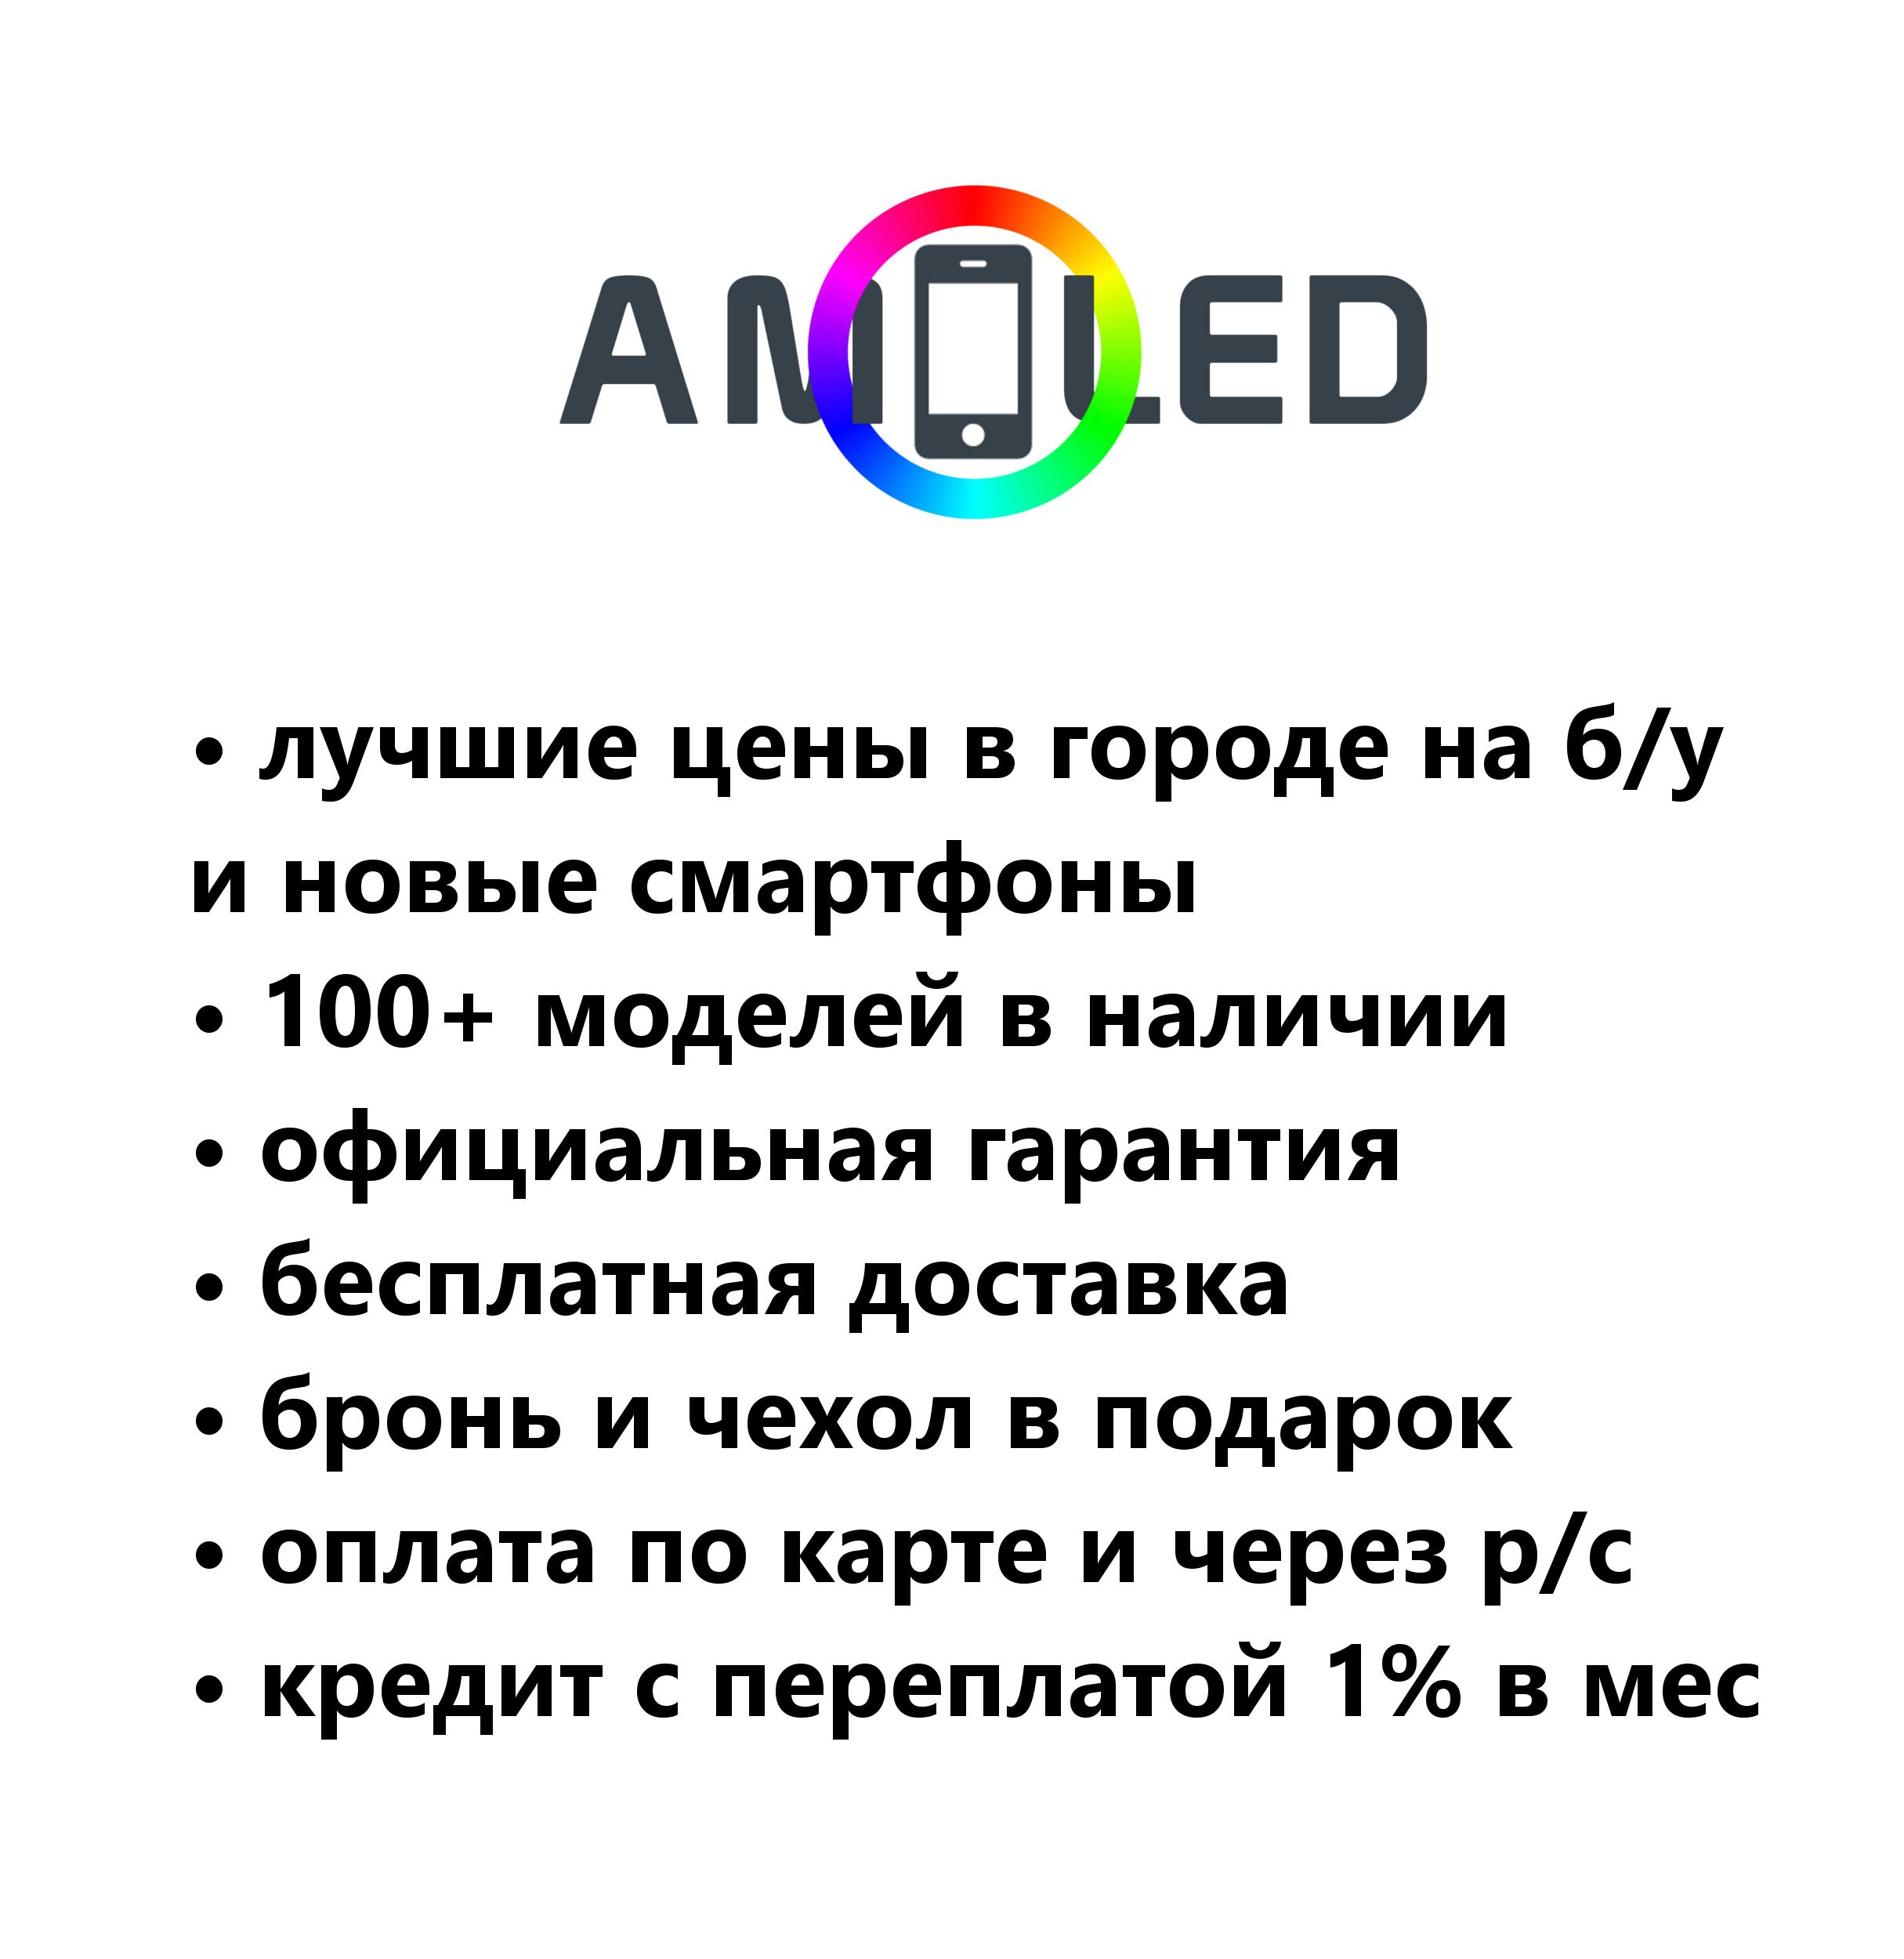 AMOLED
• лучшие цены в городе на б/у
и новые смартфоны
• 100+ моделей в наличии
• официальная гарантия
• бесплатная доставка
• бронь и чехол в подарок
• оплата по карте и через р/с
• кредит с переплатой 1% в мес